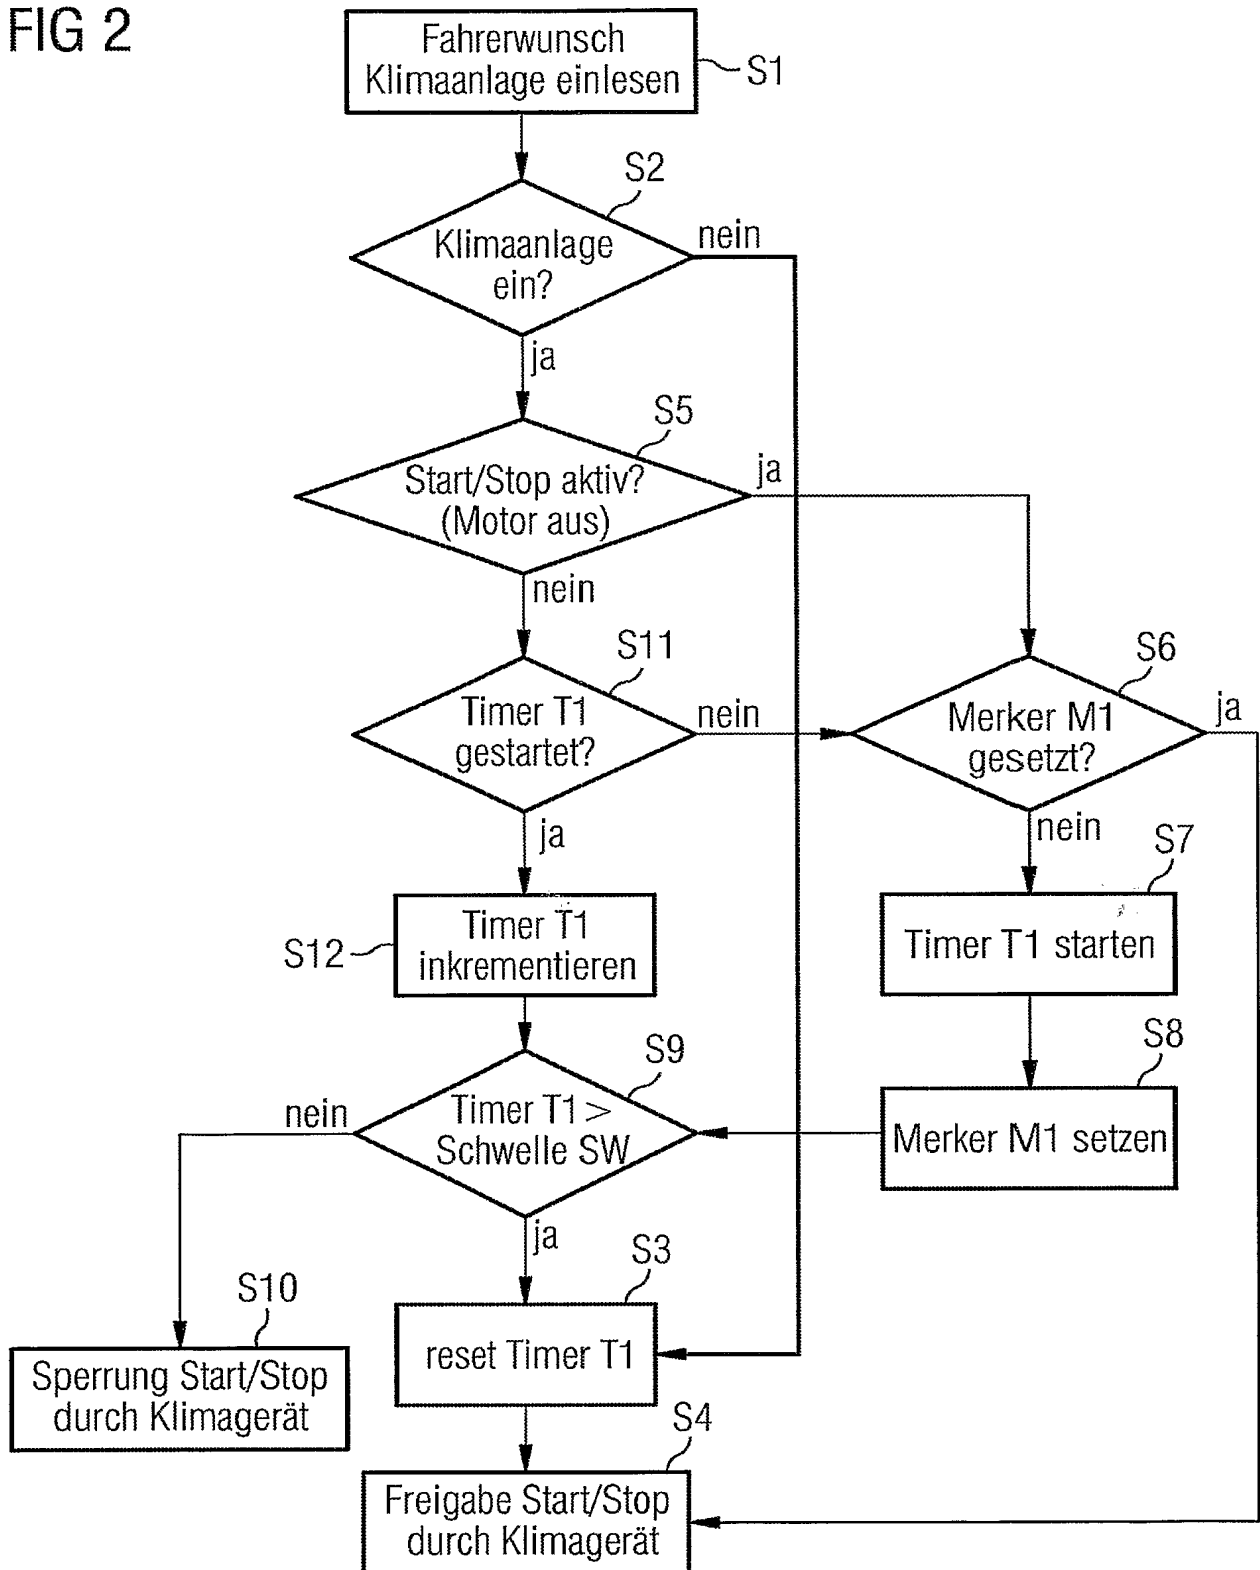 FIG 2
Fahrerwunsch
Klimaanlage einlesen
S1
S2
Klimaanlage
ein?
nein
ja
S5
Start/Stop aktiv?
(Motor aus)
ja
nein
S11
Timer T1
gestartet?
nein
ja
S6
Merker M1
gesetzt?
ja
nein
S7
Timer T1 starten
S12
Timer T1
inkrementieren
S8
Merker M1 setzen
S9
Timer T1 >
Schwelle SW
nein
ja
S3
reset Timer T1
S10
Sperrung Start/Stop
durch Klimagerät
S4
Freigabe Start/Stop
durch Klimagerät